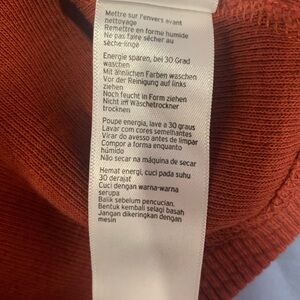 Mettre sur l'envers avant
nettoyage
Remettre en forme humide
Ne pas faire sécher au
sèche-linge
Energie sparen, bei 30 Grad
waschen
Mit ähnlichen Farben waschen
Vor der Reinigung auf links
ziehen
Noch feucht in Form ziehen
Nicht im Wäschetrockner
trocknen
Poupe energia, lave a 30 graus
Lavar com cores semelhantes
Virar do avesso antes de limpar
Compor a forma enquanto
húmido
Não secar na máquina de secar
Hemat energi, cuci pada suhu
30 derajat
Cuci dengan warna-warna
serupa
Balik sebelum pencucian.
Bentuk kembali selagi basah
Jangan dikeringkan dengan
mesin